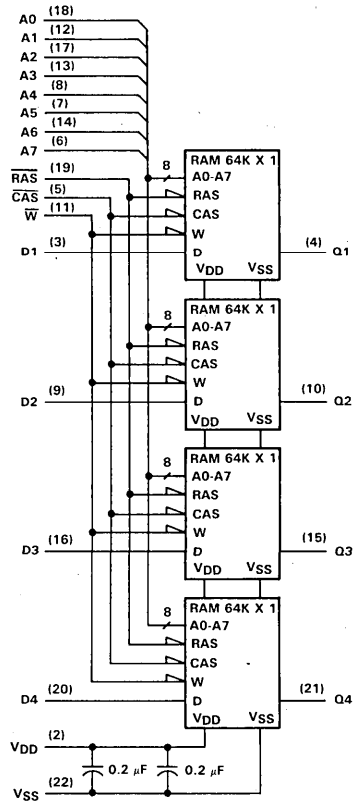 A0 (18)
A1 (12)
A2 (17)
A3 (13)
A4 (8)
A5 (7)
A6 (14)
A7 (6)
R̅A̅S̅ (19)
C̅A̅S̅ (5)
W̅ (11)
RAM 64K X 1
8
A0-A7
RAS
CAS
W
D1 (3) D (4) Q1
VDD VSS
RAM 64K X 1
8
A0-A7
RAS
CAS
W
D2 (9) D (10) Q2
VDD VSS
RAM 64K X 1
8
A0-A7
RAS
CAS
W
D3 (16) D (15) Q3
VDD VSS
RAM 64K X 1
8
A0-A7
RAS
CAS
W
D4 (20) D (21) Q4
VDD VSS
VDD (2)
0.2 μF 0.2 μF
VSS (22)